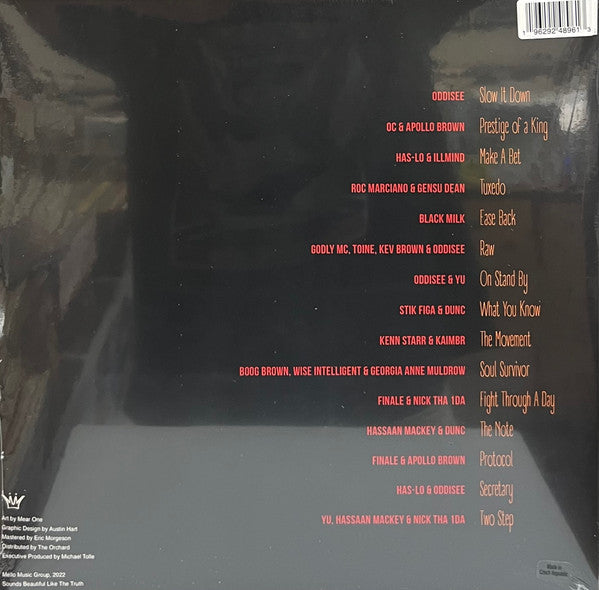 1 96292 48961 3
ODDISEE Slow It Down
OC & APOLLO BROWN Prestige of a King
HAS-LO & ILLMIND Make A Bet
ROC MARCIANO & GENSU DEAN Tuxedo
BLACK MILK Ease Back
GODLY MC, TOINE, KEV BROWN & ODDISEE Raw
ODDISEE & YU On Stand By
STIK FIGA & DUNC What You Know
KENN STARR & KAIMBR The Movement
BOOG BROWN, WISE INTELLIGENT & GEORGIA ANNE MULDROW Soul Survivor
FINALE & NICK THA 1DA Fight Through A Day
HASSAAN MACKEY & DUNC The Note
FINALE & APOLLO BROWN Protocol
HAS-LO & ODDISEE Secretary
YU, HASSAAN MACKEY & NICK THA 1DA Two Step
Art by Mear One
Graphic Design by Austin Hart
Mastered by Eric Morgeson
Distributed by The Orchard
Executive Produced by Michael Tolle
Mello Music Group, 2022
Sounds Beautiful Like The Truth
Made in
Czech Republic